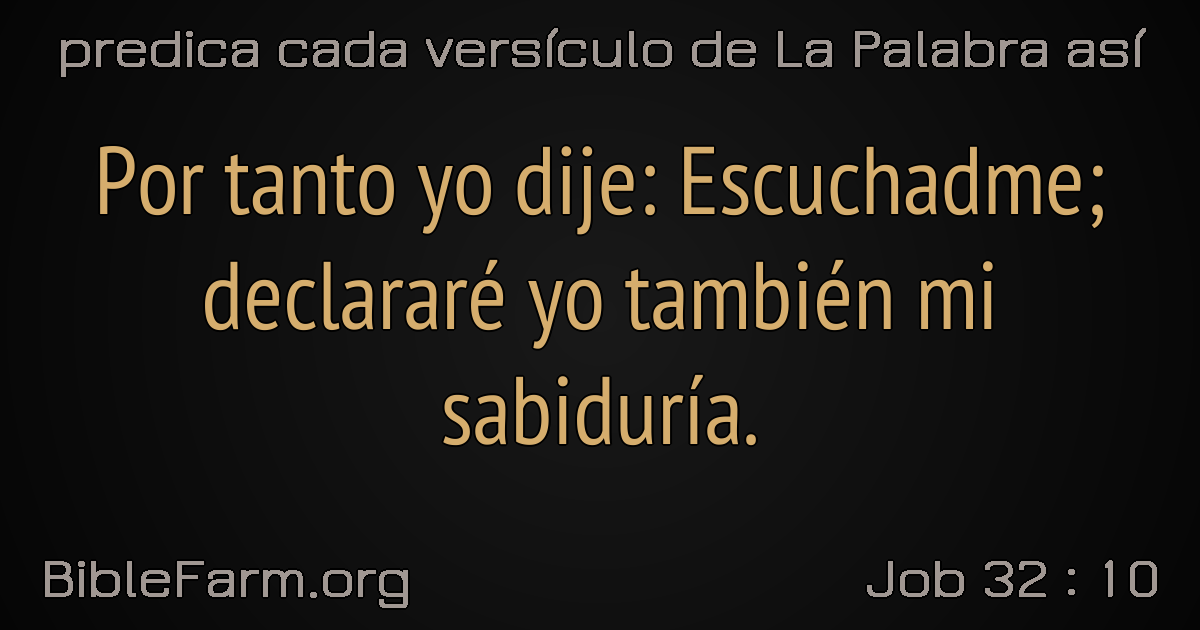 predica cada versículo de La Palabra así
Por tanto yo dije: Escuchadme;
declararé yo también mi
sabiduría.
BibleFarm.org
Job 32 : 10